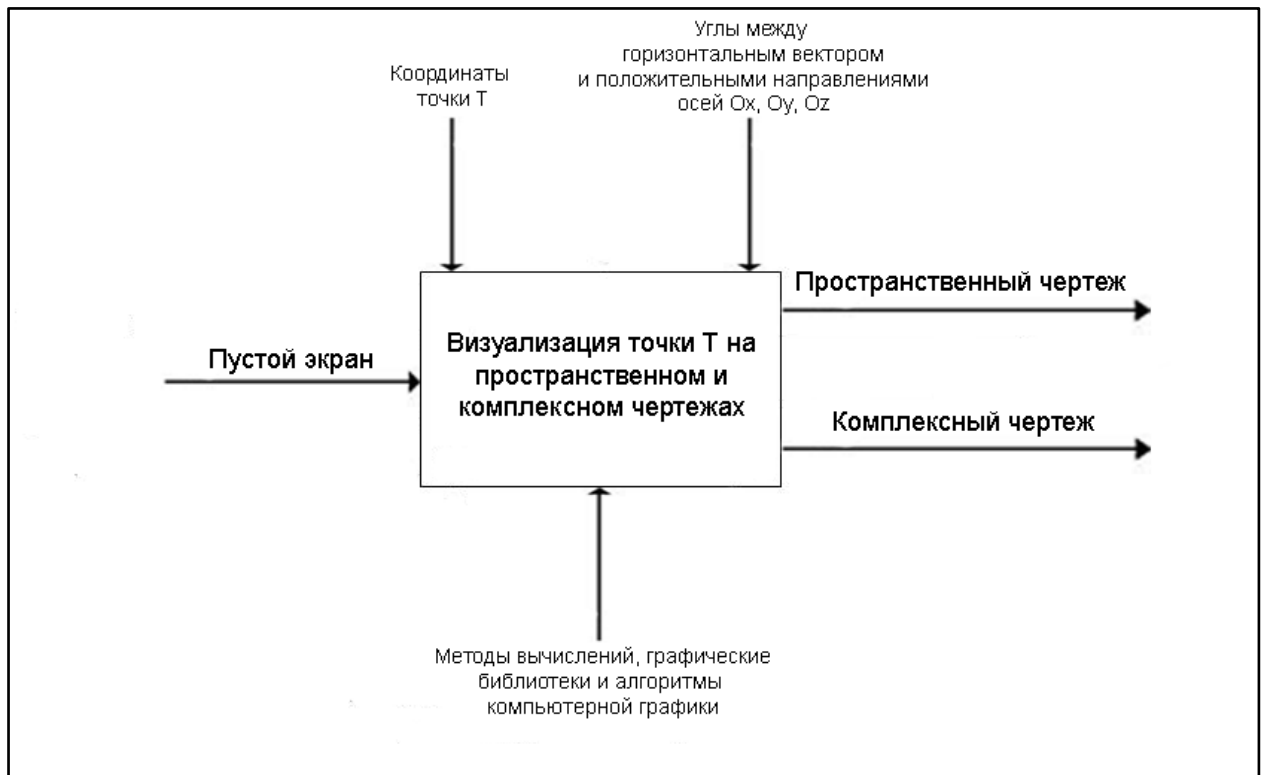 Углы между
горизонтальным вектором
и положительными направлениями
осей Ox, Oy, Oz
Координаты
точки T
Пространственный чертеж
Пустой экран
Визуализация точки T на
пространственном и
комплексном чертежах
Комплексный чертеж
Методы вычислений, графические
библиотеки и алгоритмы
компьютерной графики